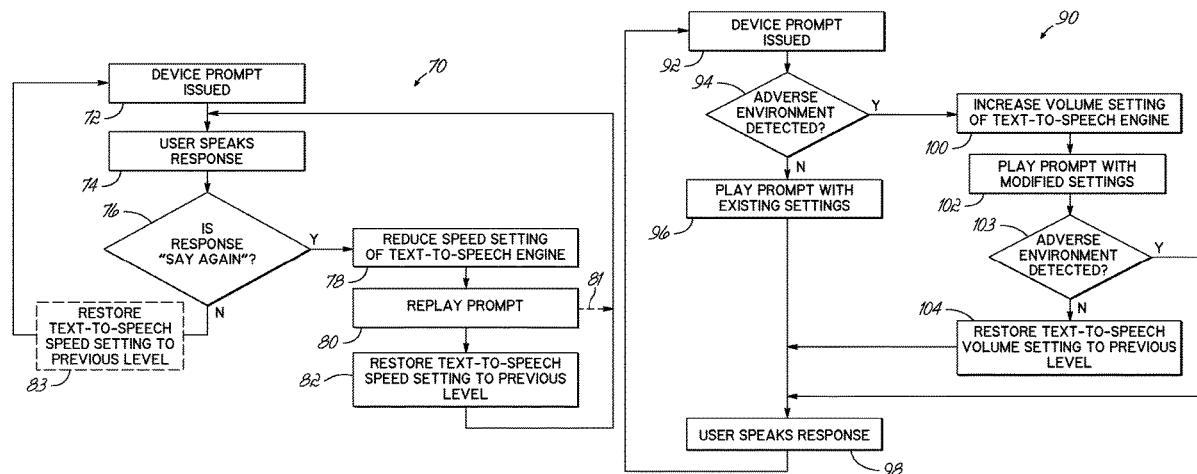 70
DEVICE PROMPT
ISSUED
72
USER SPEAKS
RESPONSE
74
76
IS
RESPONSE
"SAY AGAIN"?
Y
N
REDUCE SPEED SETTING
OF TEXT-TO-SPEECH ENGINE
78
81
REPLAY PROMPT
80
RESTORE TEXT-TO-SPEECH
SPEED SETTING TO PREVIOUS
LEVEL
82
RESTORE
TEXT-TO-SPEECH
SPEED SETTING TO
PREVIOUS LEVEL
83
90
DEVICE PROMPT
ISSUED
92
94
ADVERSE
ENVIRONMENT
DETECTED?
Y
N
PLAY PROMPT WITH
EXISTING SETTINGS
96
INCREASE VOLUME SETTING
OF TEXT-TO-SPEECH ENGINE
100
PLAY PROMPT WITH
MODIFIED SETTINGS
102
103
ADVERSE
ENVIRONMENT
DETECTED?
Y
N
104
RESTORE TEXT-TO-SPEECH
VOLUME SETTING TO PREVIOUS
LEVEL
USER SPEAKS RESPONSE
98